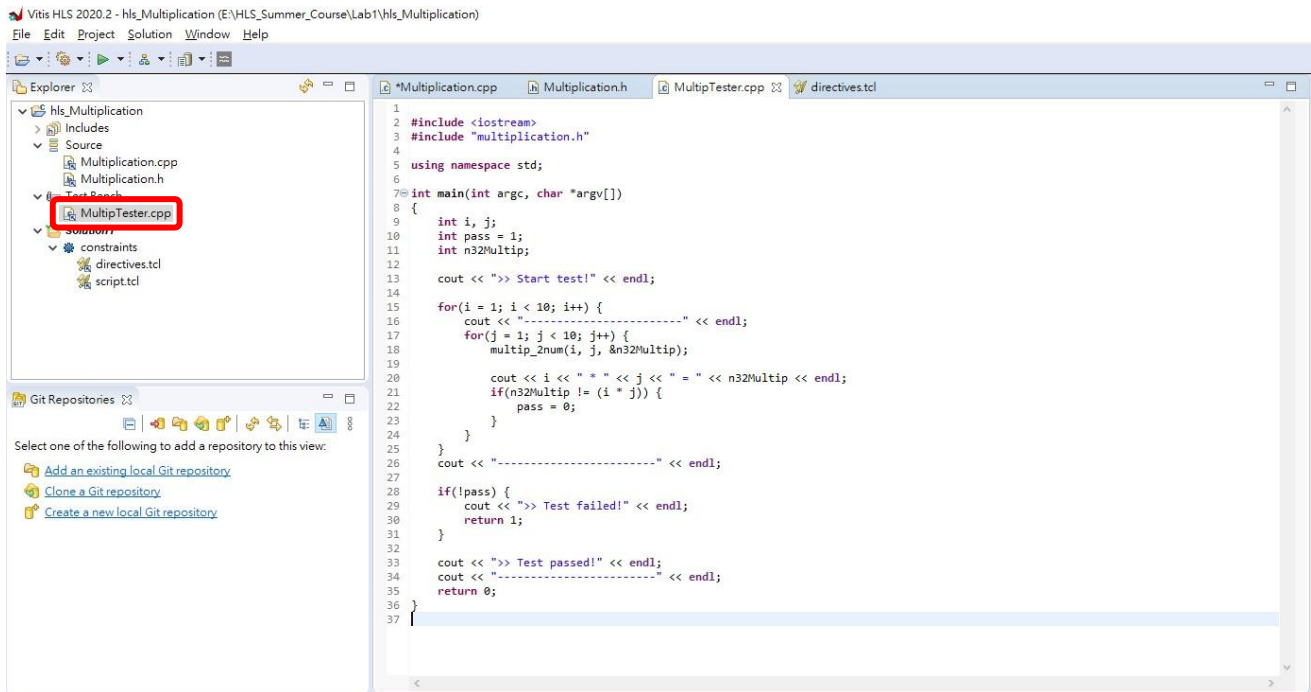 Vitis HLS 2020.2 - hls_Multiplication (E:\HLS_Summer_Course\Lab1\hls_Multiplication)
File Edit Project Solution Window Help
Explorer
hls_Multiplication
Includes
Source
Multiplication.cpp
Multiplication.h
Test Bench
MultipTester.cpp
Solution1
constraints
directives.tcl
script.tcl
Git Repositories
Select one of the following to add a repository to this view:
Add an existing local Git repository
Clone a Git repository
Create a new local Git repository
*Multiplication.cpp Multiplication.h MultipTester.cpp directives.tcl
1
2 #include <iostream>
3 #include "multiplication.h"
4
5 using namespace std;
6
7 int main(int argc, char *argv[])
8 {
9 int i, j;
10 int pass = 1;
11 int n32Multip;
12
13 cout << ">> Start test!" << endl;
14
15 for(i = 1; i < 10; i++) {
16 cout << "------------------------" << endl;
17 for(j = 1; j < 10; j++) {
18 multip_2num(i, j, &n32Multip);
19
20 cout << i << " * " << j << " = " << n32Multip << endl;
21 if(n32Multip != (i * j)) {
22 pass = 0;
23 }
24 }
25 }
26 cout << "------------------------" << endl;
27
28 if(!pass) {
29 cout << ">> Test failed!" << endl;
30 return 1;
31 }
32
33 cout << ">> Test passed!" << endl;
34 cout << "------------------------" << endl;
35 return 0;
36 }
37